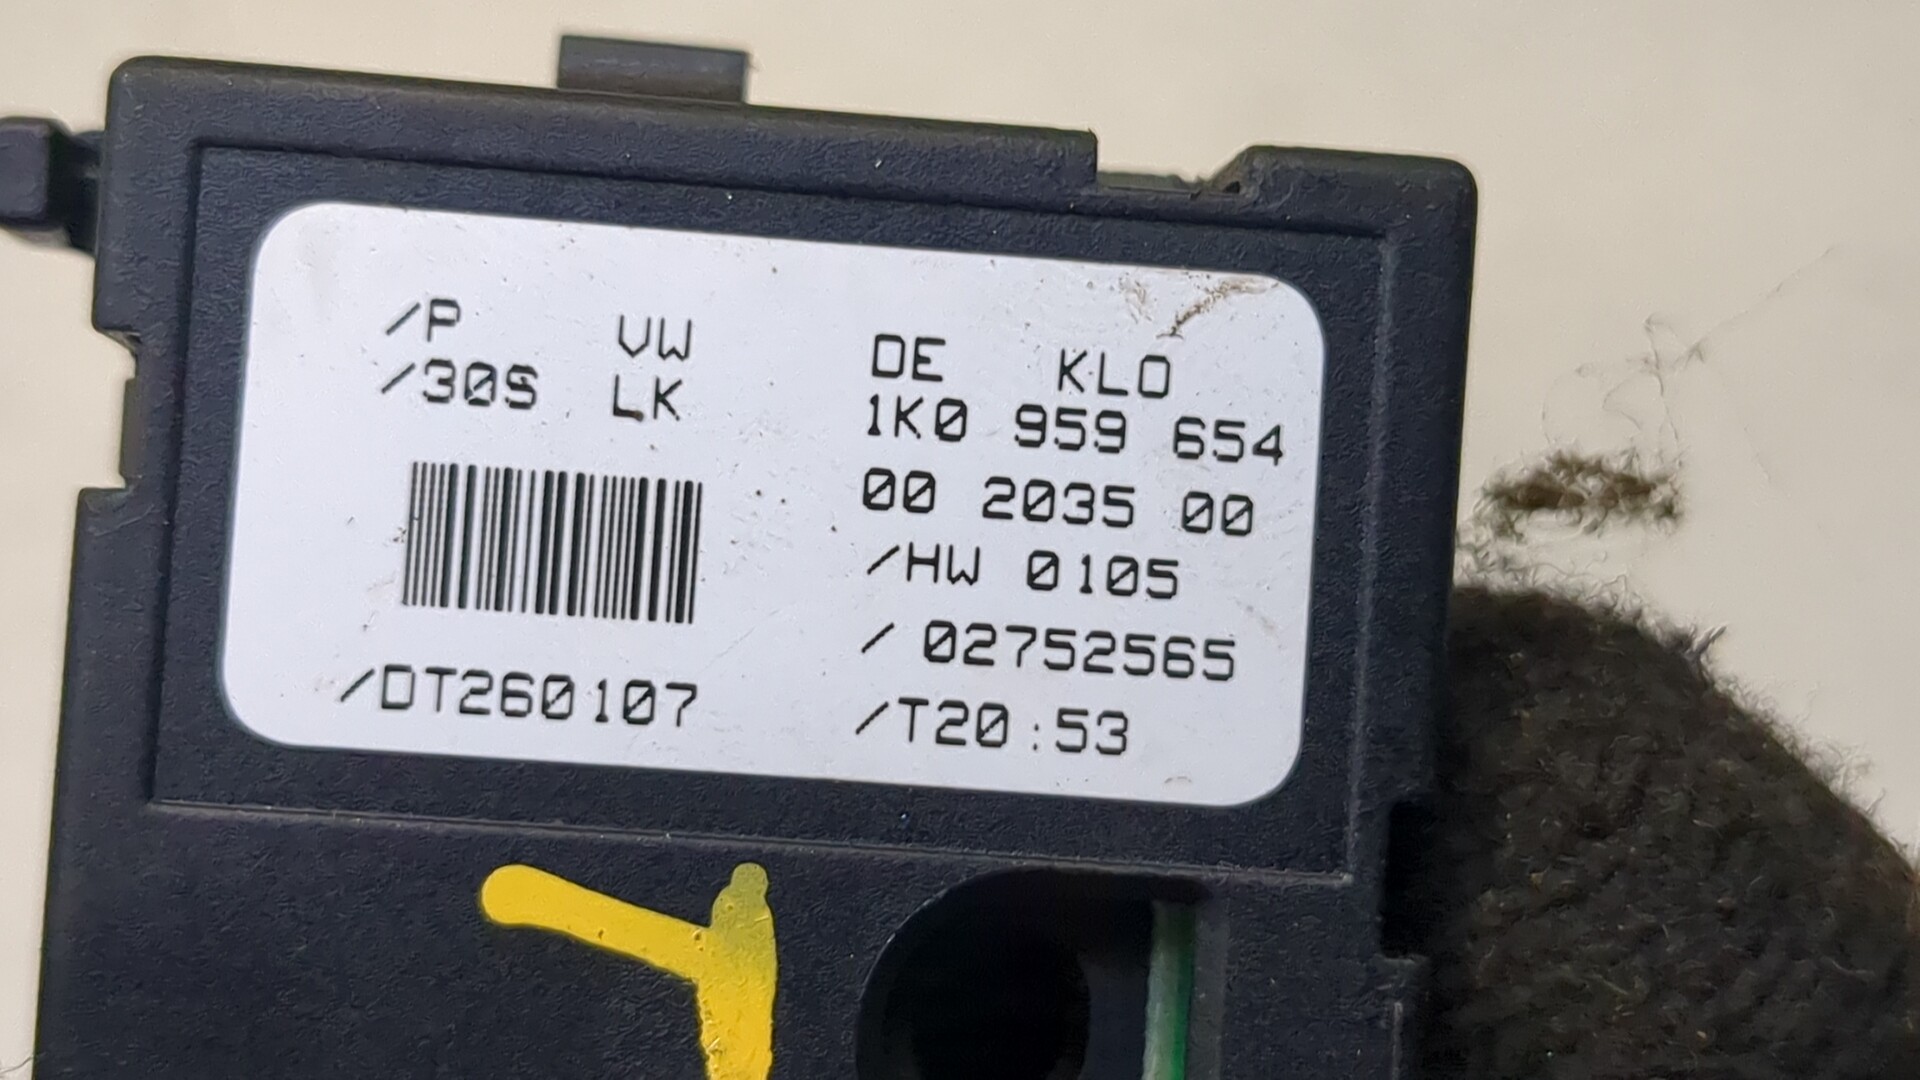 /P VW DE KLO
/30S LK 1K0 959 654
00 2035 00
/HW 0105
/ 02752565
/DT260107 /T20:53